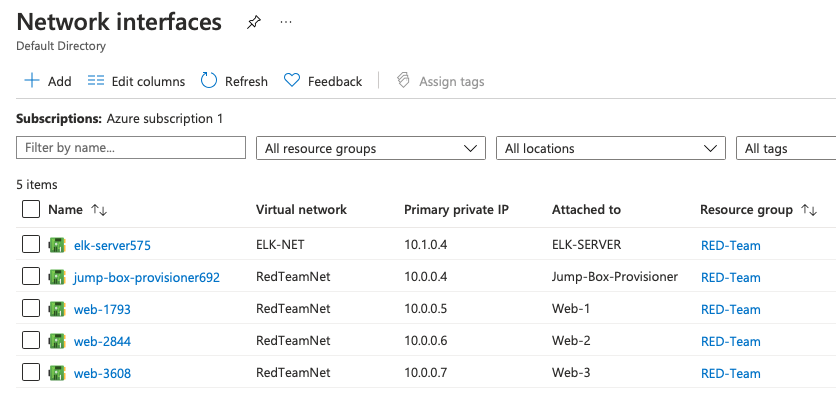 Network interfaces
Default Directory
Add Edit columns Refresh Feedback Assign tags
Subscriptions: Azure subscription 1
Filter by name... All resource groups All locations All tags
5 items
Name Virtual network Primary private IP Attached to Resource group
elk-server575 ELK-NET 10.1.0.4 ELK-SERVER RED-Team
jump-box-provisioner692 RedTeamNet 10.0.0.4 Jump-Box-Provisioner RED-Team
web-1793 RedTeamNet 10.0.0.5 Web-1 RED-Team
web-2844 RedTeamNet 10.0.0.6 Web-2 RED-Team
web-3608 RedTeamNet 10.0.0.7 Web-3 RED-Team